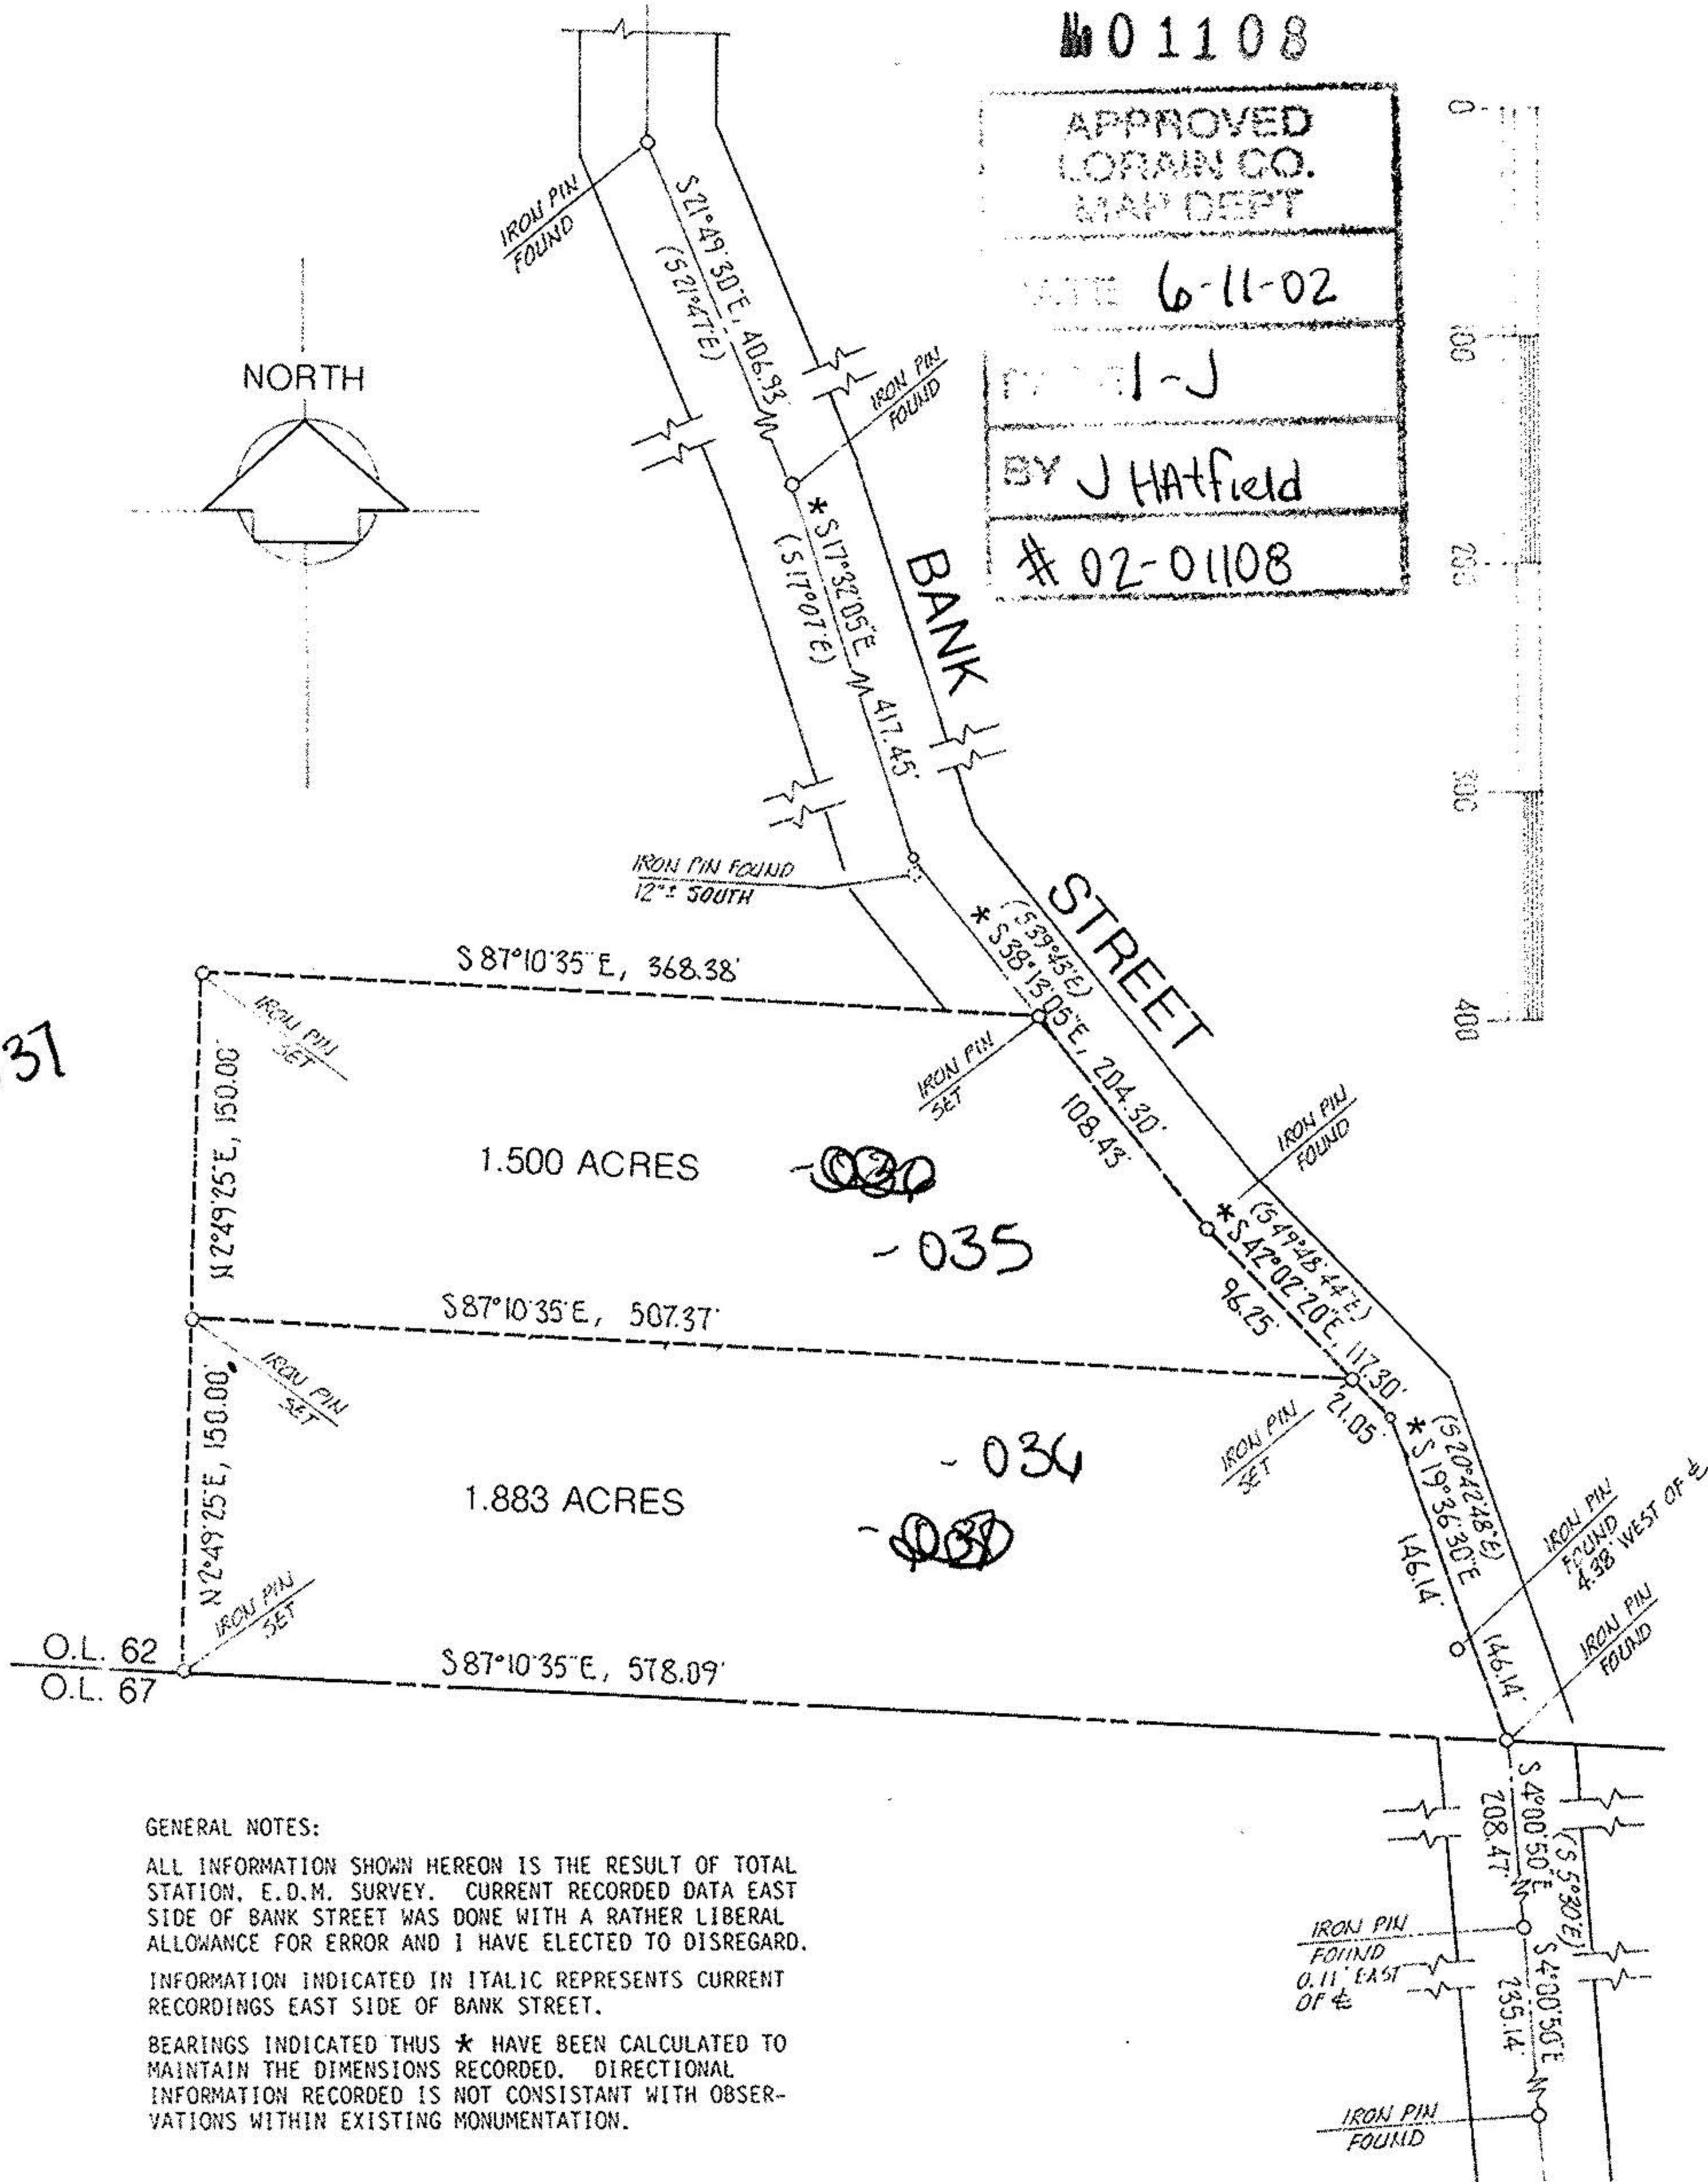 01108
APPROVED
LORAIN CO.
MAP DEPT
DATE 6-11-02
1-J
BY J HAtfield
# 02-01108
0
100
200
300
400
NORTH
IRON PIN
FOUND
S21°49'30"E, 406.93'
(S21°47'E)
IRON PIN
FOUND
*S17°32'05"E 417.45'
(S17°07'E)
BANK
STREET
IRON PIN FOUND
12"± SOUTH
(S39°43'E)
* S38°13'05"E, 204.30'
108.43'
S87°10'35"E, 368.38'
IRON PIN
SET
IRON PIN
SET
37
N2°49'25"E, 150.00'
1.500 ACRES
- 035
IRON PIN
FOUND
(S49°48'44"E)
*S42°02'20"E, 117.30'
96.25'
21.05'
S87°10'35"E, 507.37'
IRON PIN
SET
IRON PIN
SET
N2°49'25"E, 150.00'
1.883 ACRES
- 034
(S20°42'48"E)
* S19°36'30"E
146.14'
146.14'
IRON PIN
FOUND
4.38' WEST OF ℄
IRON PIN
FOUND
IRON PIN
SET
O.L. 62
O.L. 67
S87°10'35"E, 578.09'
S4°00'50"E
208.47'
(S5°30'E)
IRON PIN
FOUND
0.11' EAST
OF ℄
S4°00'50"E
235.14'
IRON PIN
FOUND
GENERAL NOTES:
ALL INFORMATION SHOWN HEREON IS THE RESULT OF TOTAL
STATION, E.D.M. SURVEY. CURRENT RECORDED DATA EAST
SIDE OF BANK STREET WAS DONE WITH A RATHER LIBERAL
ALLOWANCE FOR ERROR AND I HAVE ELECTED TO DISREGARD.
INFORMATION INDICATED IN ITALIC REPRESENTS CURRENT
RECORDINGS EAST SIDE OF BANK STREET.
BEARINGS INDICATED THUS * HAVE BEEN CALCULATED TO
MAINTAIN THE DIMENSIONS RECORDED. DIRECTIONAL
INFORMATION RECORDED IS NOT CONSISTANT WITH OBSER-
VATIONS WITHIN EXISTING MONUMENTATION.